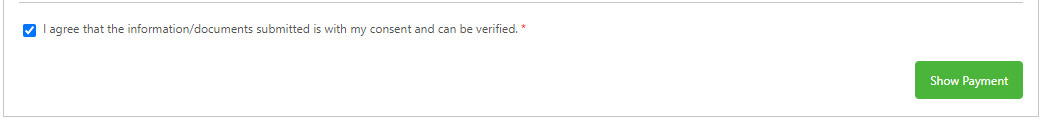 I agree that the information/documents submitted is with my consent and can be verified. *
Show Payment